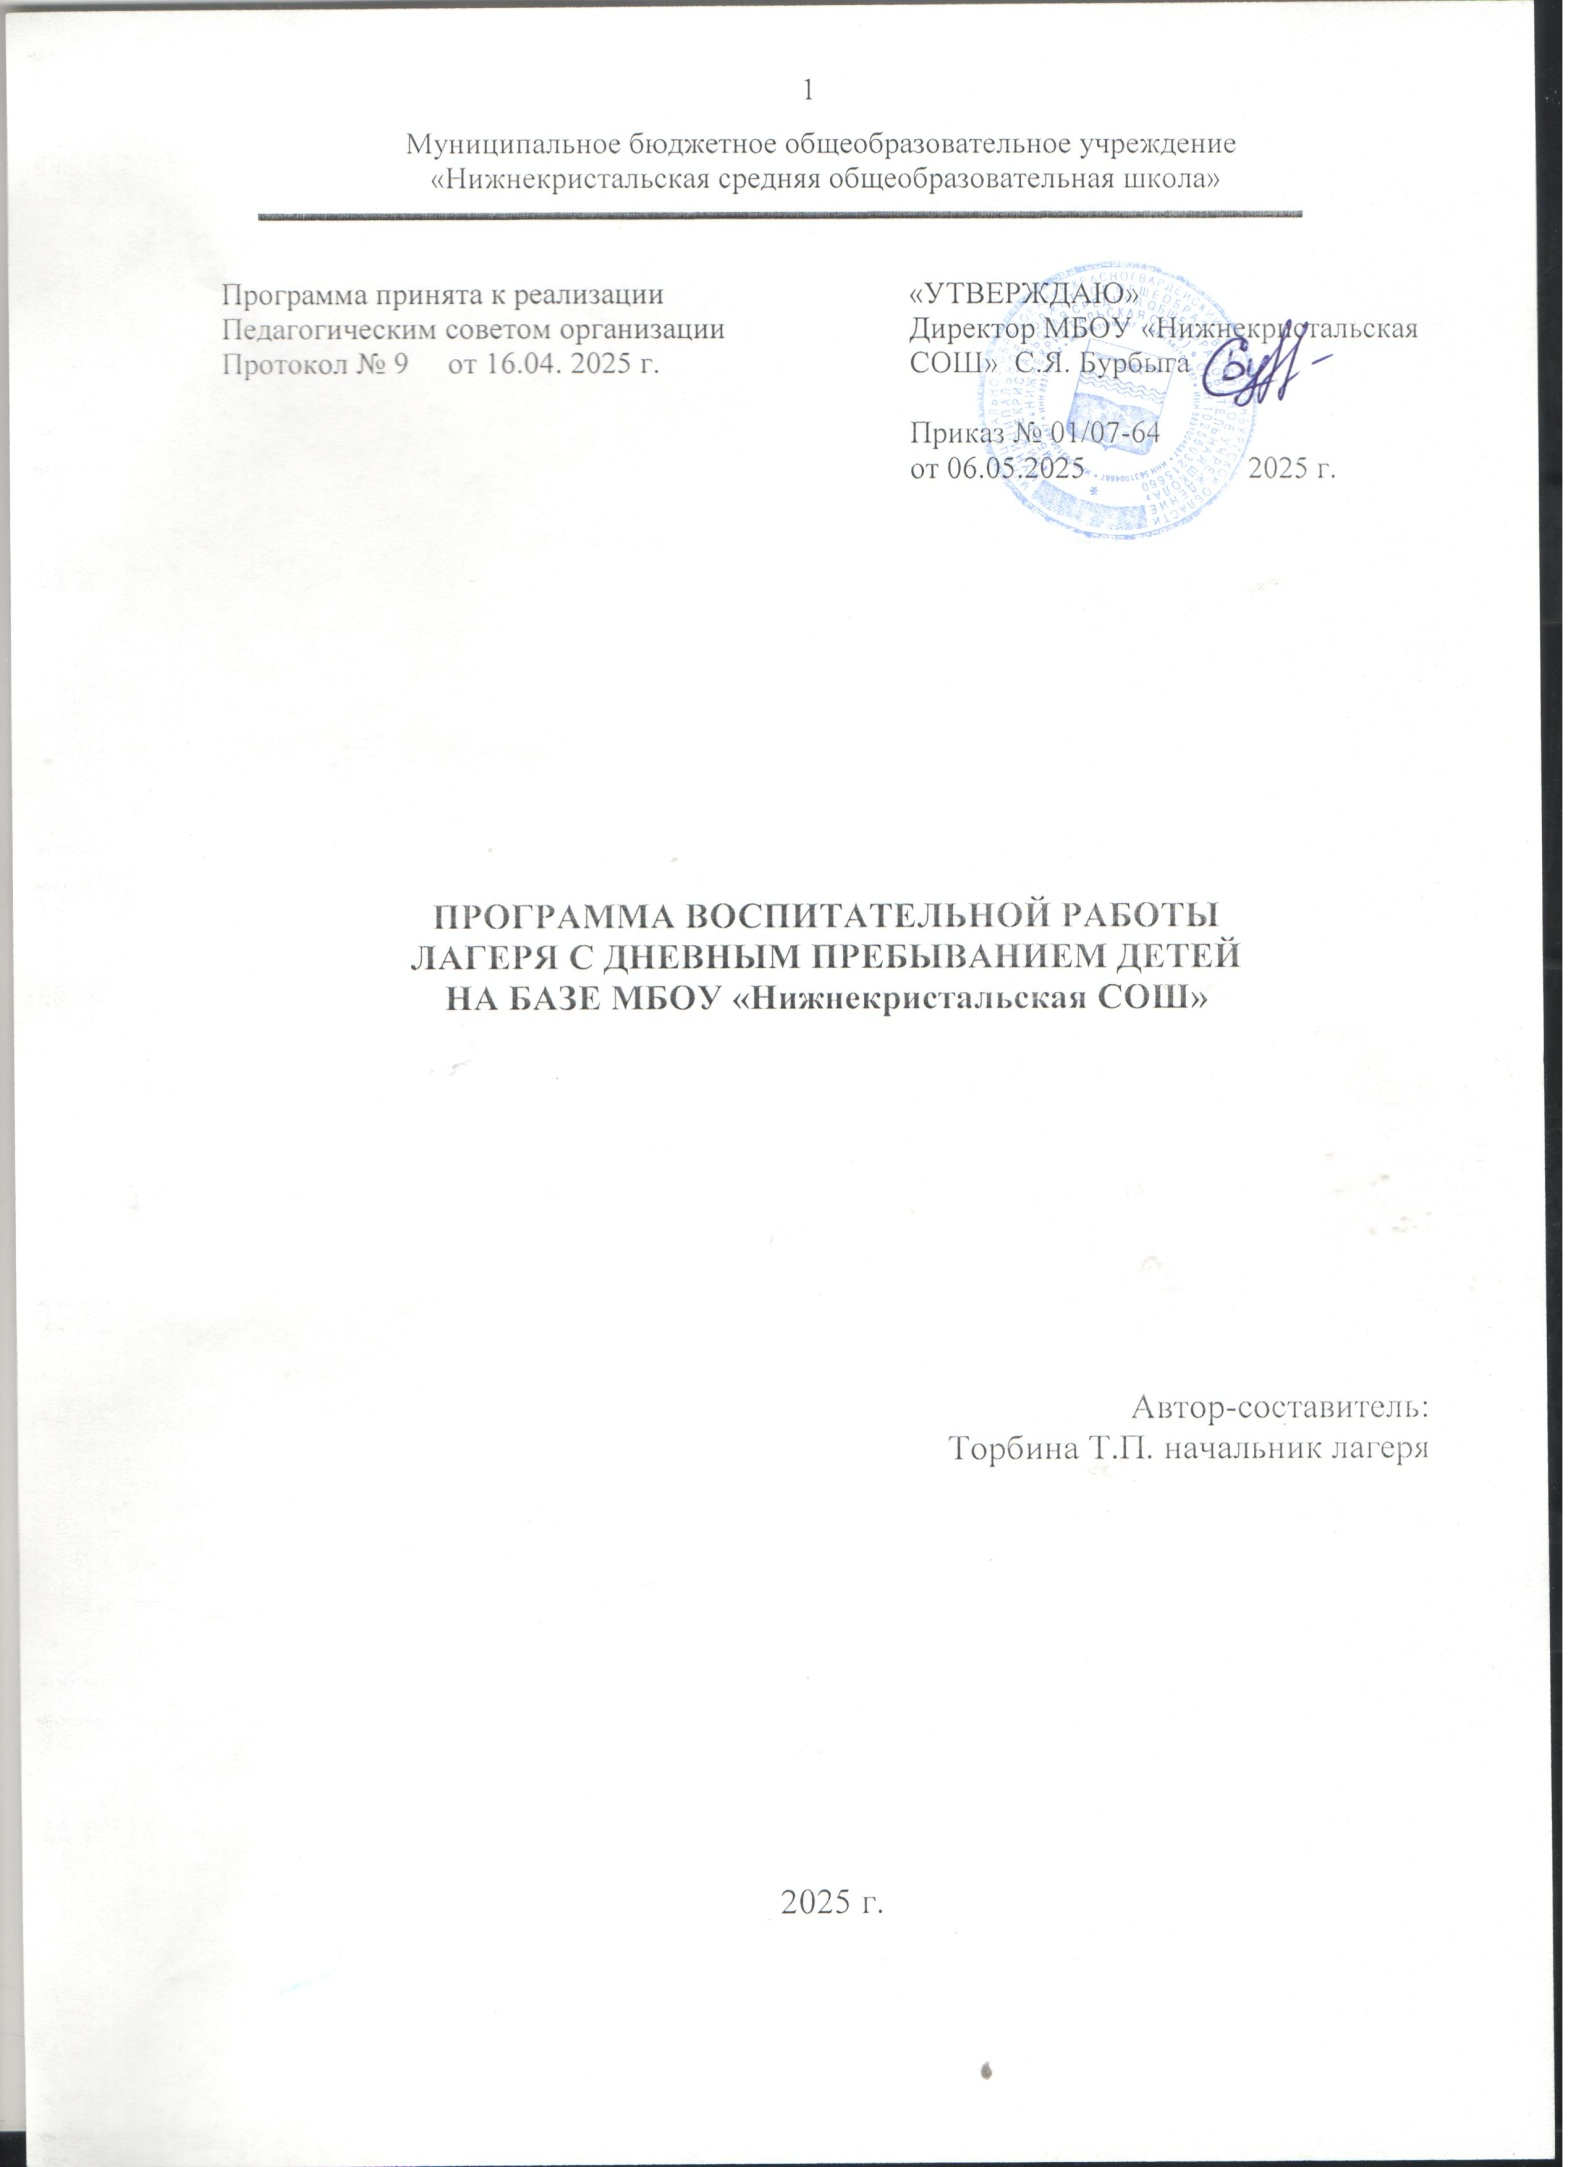 1
Муниципальное бюджетное общеобразовательное учреждение
«Нижнекристальская средняя общеобразовательная школа»
Программа принята к реализации
Педагогическим советом организации
Протокол № 9 от 16.04. 2025 г.
«УТВЕРЖДАЮ»
Директор МБОУ «Нижнекристальская
СОШ» С.Я. Бурбыга
Приказ № 01/07-64
от 06.05.2025 2025 г.
ПРОГРАММА ВОСПИТАТЕЛЬНОЙ РАБОТЫ
ЛАГЕРЯ С ДНЕВНЫМ ПРЕБЫВАНИЕМ ДЕТЕЙ
НА БАЗЕ МБОУ «Нижнекристальская СОШ»
Автор-составитель:
Торбина Т.П. начальник лагеря
2025 г.